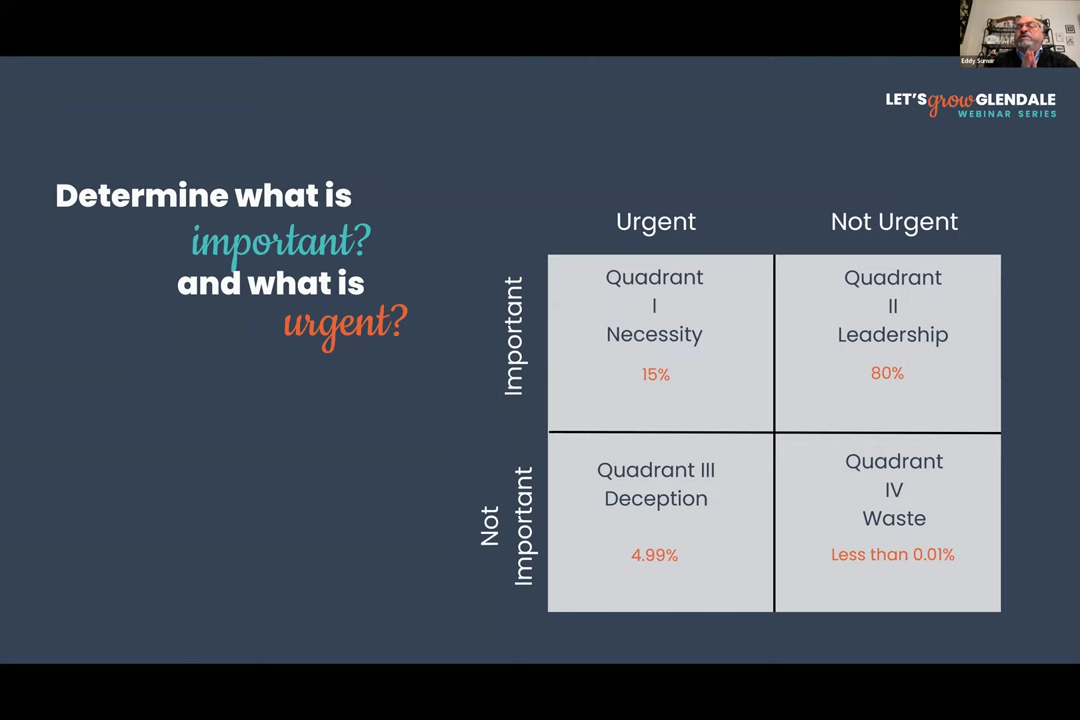 Eddy Sumar
LET'S grow GLENDALE
WEBINAR SERIES
Determine what is
important?
and what is
urgent?
Urgent
Not Urgent
Important
Quadrant
I
Necessity
15%
Quadrant
II
Leadership
80%
Not
Important
Quadrant III
Deception
4.99%
Quadrant
IV
Waste
Less than 0.01%